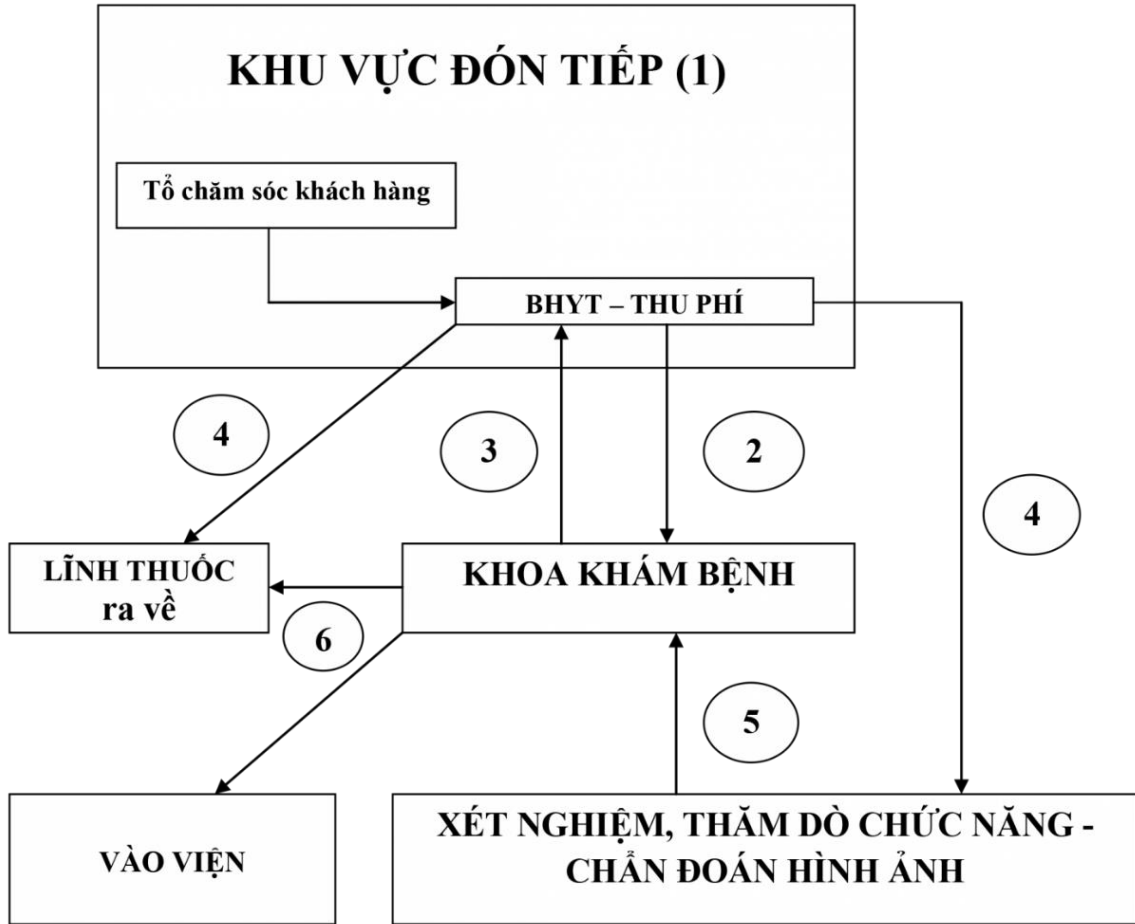 KHU VỰC ĐÓN TIẾP (1)
Tổ chăm sóc khách hàng
BHYT – THU PHÍ
4
3
2
4
LĨNH THUỐC
ra về
KHOA KHÁM BỆNH
6
5
VÀO VIỆN
XÉT NGHIỆM, THĂM DÒ CHỨC NĂNG -
CHẨN ĐOÁN HÌNH ẢNH